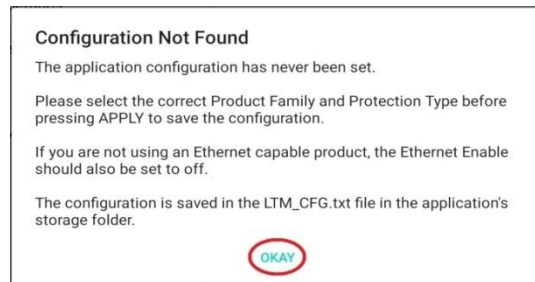 Configuration Not Found
The application configuration has never been set.
Please select the correct Product Family and Protection Type before
pressing APPLY to save the configuration.
If you are not using an Ethernet capable product, the Ethernet Enable
should also be set to off.
The configuration is saved in the LTM_CFG.txt file in the application's
storage folder.
OKAY